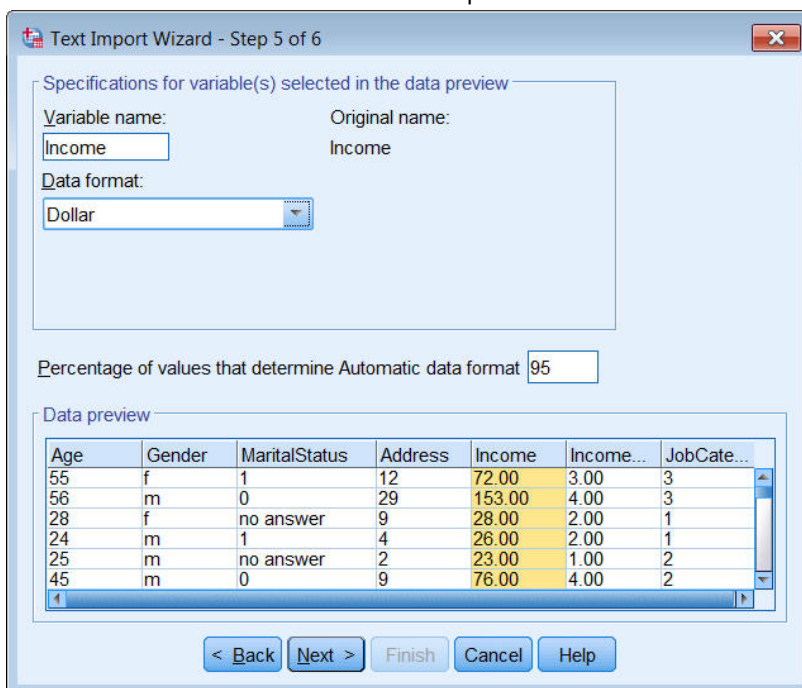 Text Import Wizard - Step 5 of 6
Specifications for variable(s) selected in the data preview
Variable name: Original name:
Income Income
Data format:
Dollar
Percentage of values that determine Automatic data format 95
Data preview
Age Gender MaritalStatus Address Income Income... JobCate...
55 f 1 12 72.00 3.00 3
56 m 0 29 153.00 4.00 3
28 f no answer 9 28.00 2.00 1
24 m 1 4 26.00 2.00 1
25 m no answer 2 23.00 1.00 2
45 m 0 9 76.00 4.00 2
< Back Next > Finish Cancel Help